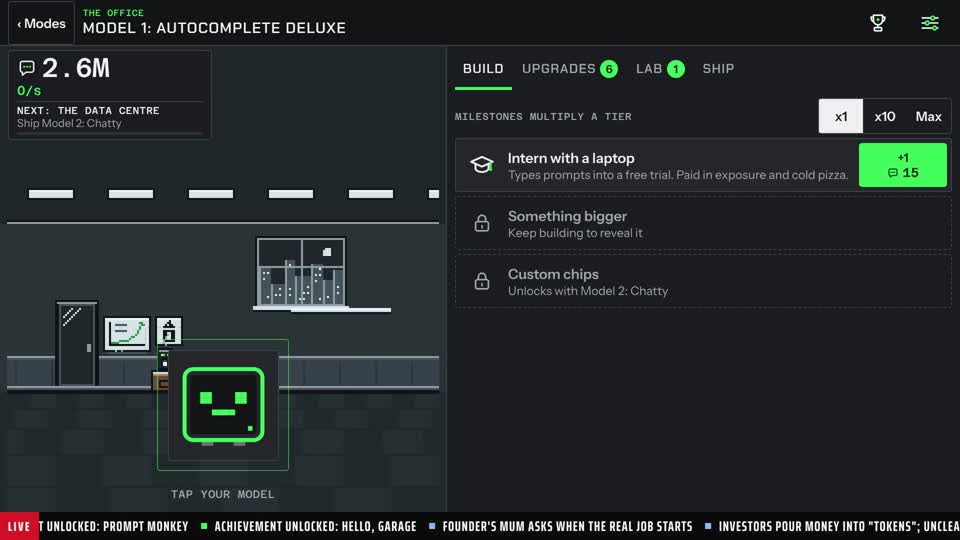 ‹ Modes
THE OFFICE
MODEL 1: AUTOCOMPLETE DELUXE
2.6M
0/s
NEXT: THE DATA CENTRE
Ship Model 2: Chatty
TAP YOUR MODEL
BUILD
UPGRADES 6
LAB 1
SHIP
MILESTONES MULTIPLY A TIER
x1
x10
Max
Intern with a laptop
Types prompts into a free trial. Paid in exposure and cold pizza.
+1
15
Something bigger
Keep building to reveal it
Custom chips
Unlocks with Model 2: Chatty
LIVE
T UNLOCKED: PROMPT MONKEY ACHIEVEMENT UNLOCKED: HELLO, GARAGE FOUNDER'S MUM ASKS WHEN THE REAL JOB STARTS INVESTORS POUR MONEY INTO "TOKENS"; UNCLEA